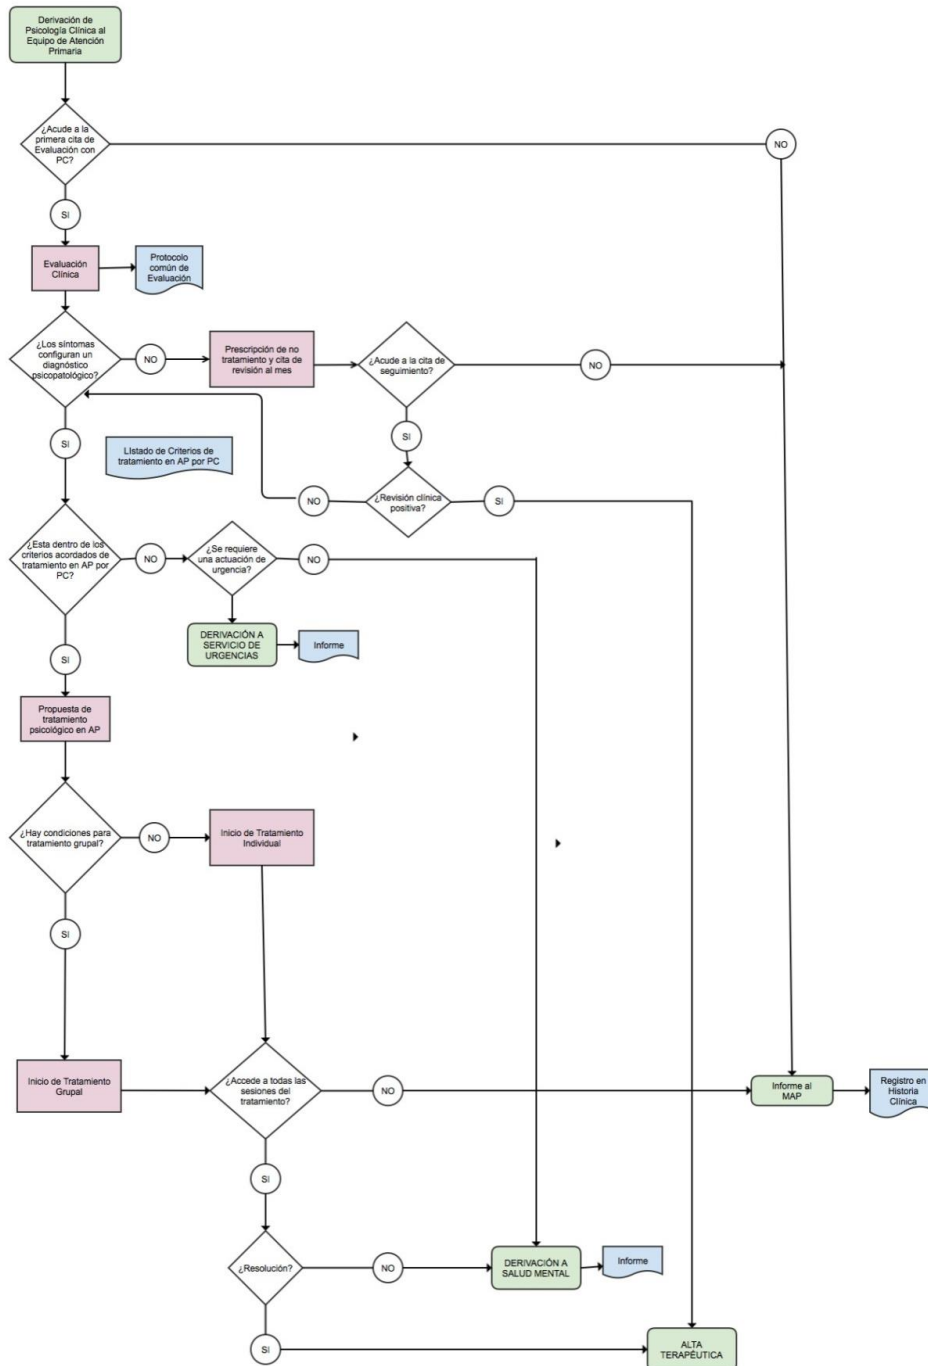 Derivación de
Psicología Clínica al
Equipo de Atención
Primaria
¿Acude a la
primera cita de
Evaluación con
PC?
NO
SI
Evaluación
Clínica
Protocolo
común de
Evaluación
¿Los síntomas
configuran un
diagnóstico
psicopatológico?
NO
Prescripción de no
tratamiento y cita de
revisión al mes
¿Acude a la cita de
seguimiento?
NO
SI
SI
LIstado de Criterios de
tratamiento en AP por PC
NO
¿Revisión clínica
positiva?
SI
¿Esta dentro de los
criterios acordados de
tratamiento en AP por
PC?
NO
¿Se requiere
una actuación de
urgencia?
NO
DERIVACIÓN A
SERVICIO DE
URGENCIAS
Informe
SI
Propuesta de
tratamiento
psicológico en AP
¿Hay condiciones para
tratamiento grupal?
NO
Inicio de Tratamiento
Individual
SI
Inicio de Tratamiento
Grupal
¿Accede a todas las
sesiones del
tratamiento?
NO
Informe al
MAP
Registro en
Historia
Clínica
SI
¿Resolución?
NO
DERIVACIÓN A
SALUD MENTAL
Informe
SI
ALTA
TERAPÉUTICA